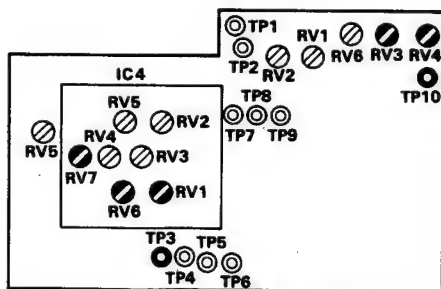 TP1
TP2
RV2
RV1
RV6
RV3
RV4
TP10
IC4
RV5
RV2
TP8
TP7
TP9
RV5
RV4
RV3
RV7
RV6
RV1
TP3
TP5
TP4
TP6